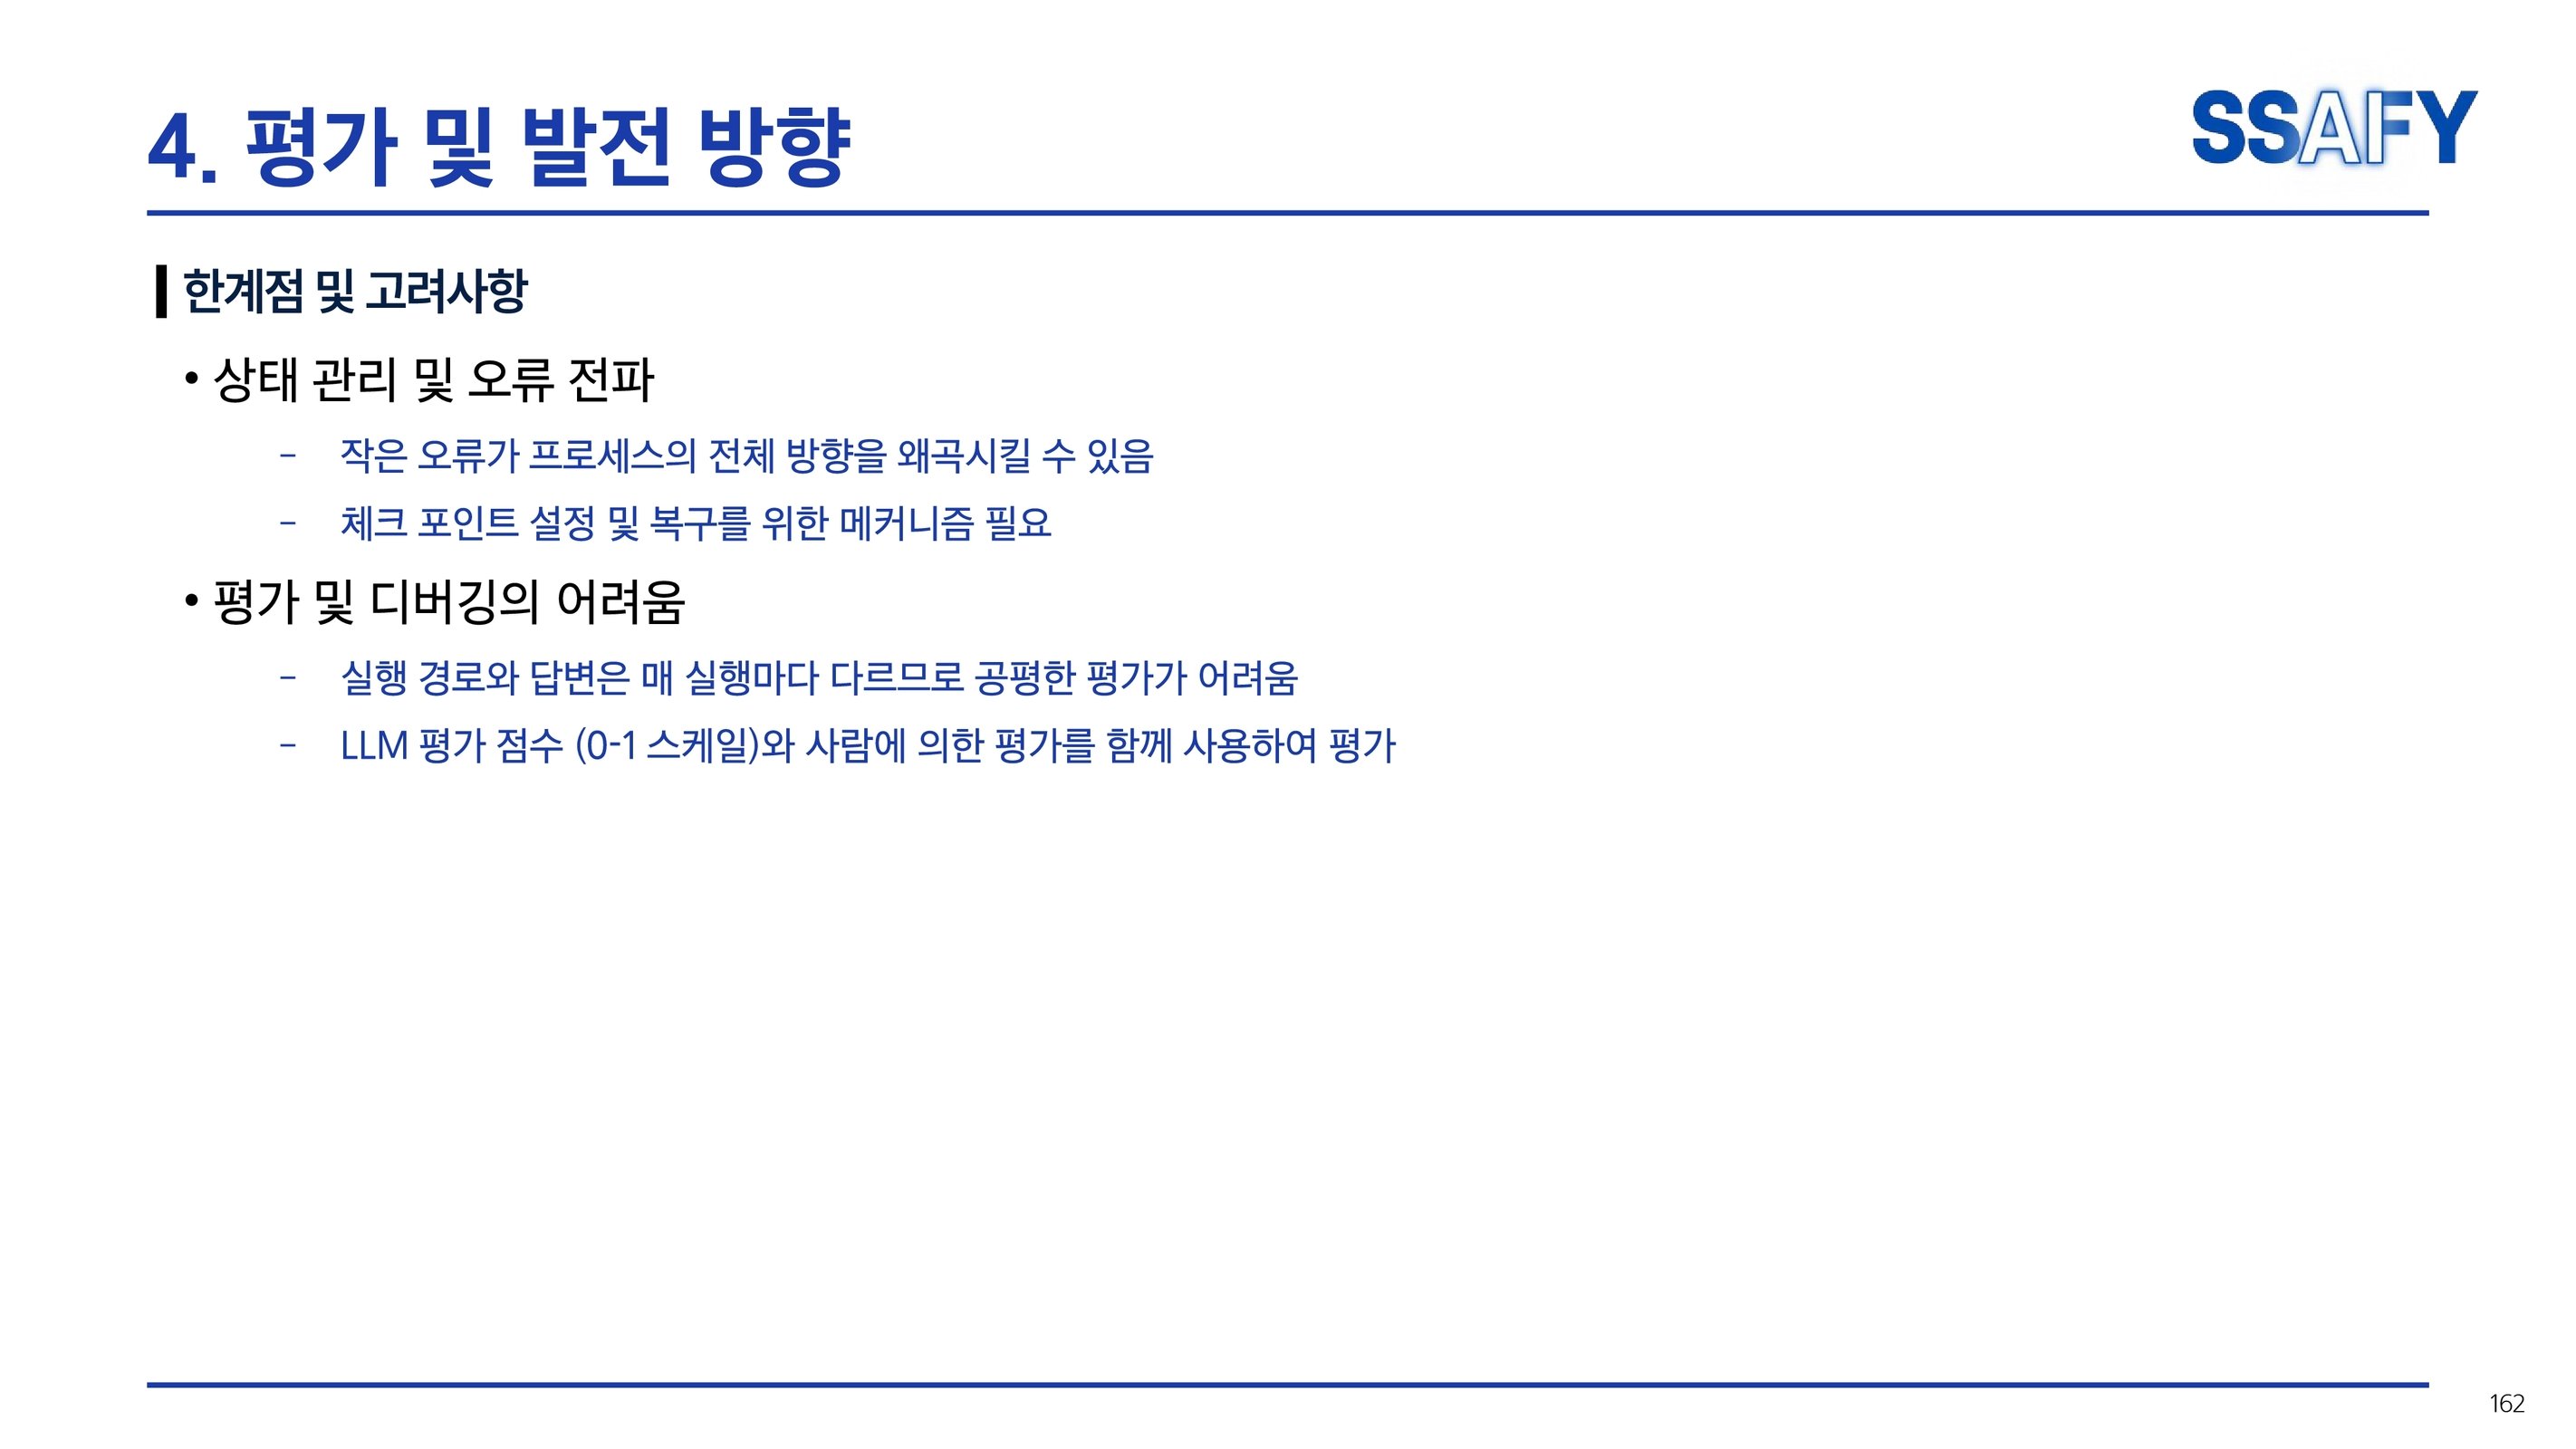 4. 평가 및 발전 방향
SSAFY
한계점 및 고려사항
• 상태 관리 및 오류 전파
- 작은 오류가 프로세스의 전체 방향을 왜곡시킬 수 있음
- 체크 포인트 설정 및 복구를 위한 메커니즘 필요
• 평가 및 디버깅의 어려움
- 실행 경로와 답변은 매 실행마다 다르므로 공평한 평가가 어려움
- LLM 평가 점수 (0-1 스케일)와 사람에 의한 평가를 함께 사용하여 평가
162